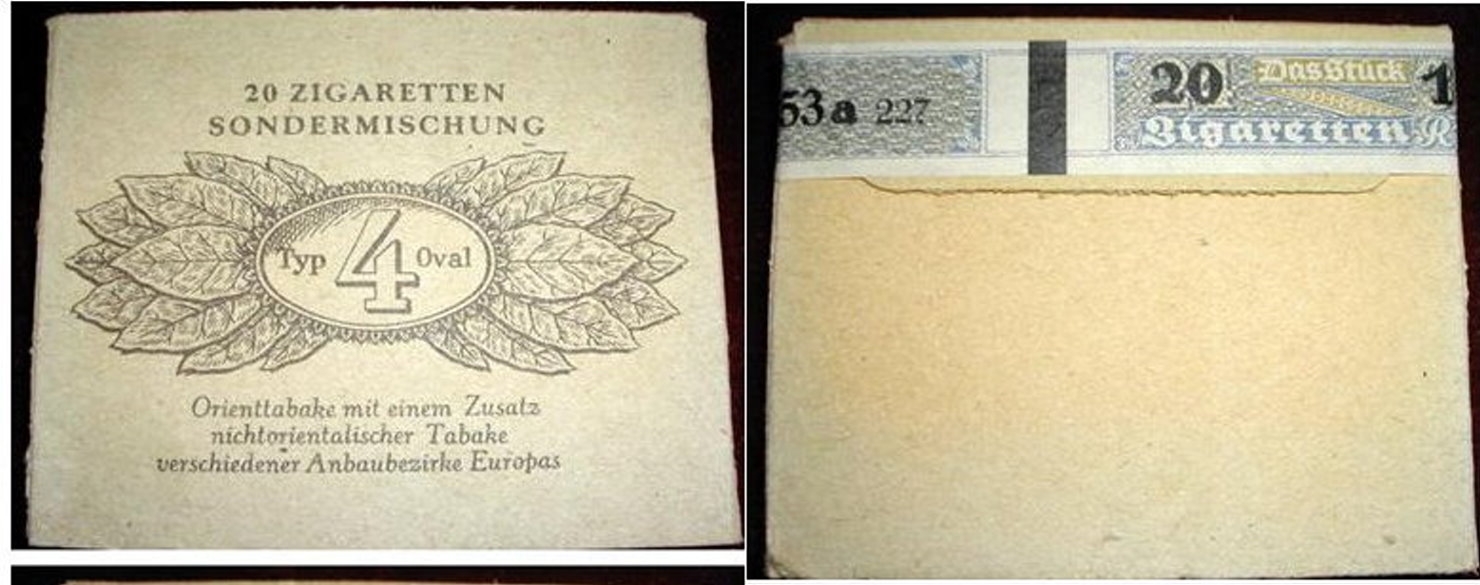 20 ZIGARETTEN
SONDERMISCHUNG
Typ 4 Oval
Orienttabake mit einem Zusatz
nichtorientalischer Tabake
verschiedener Anbaubezirke Europas
53a 227
20 Das Stück 1
Zigaretten R